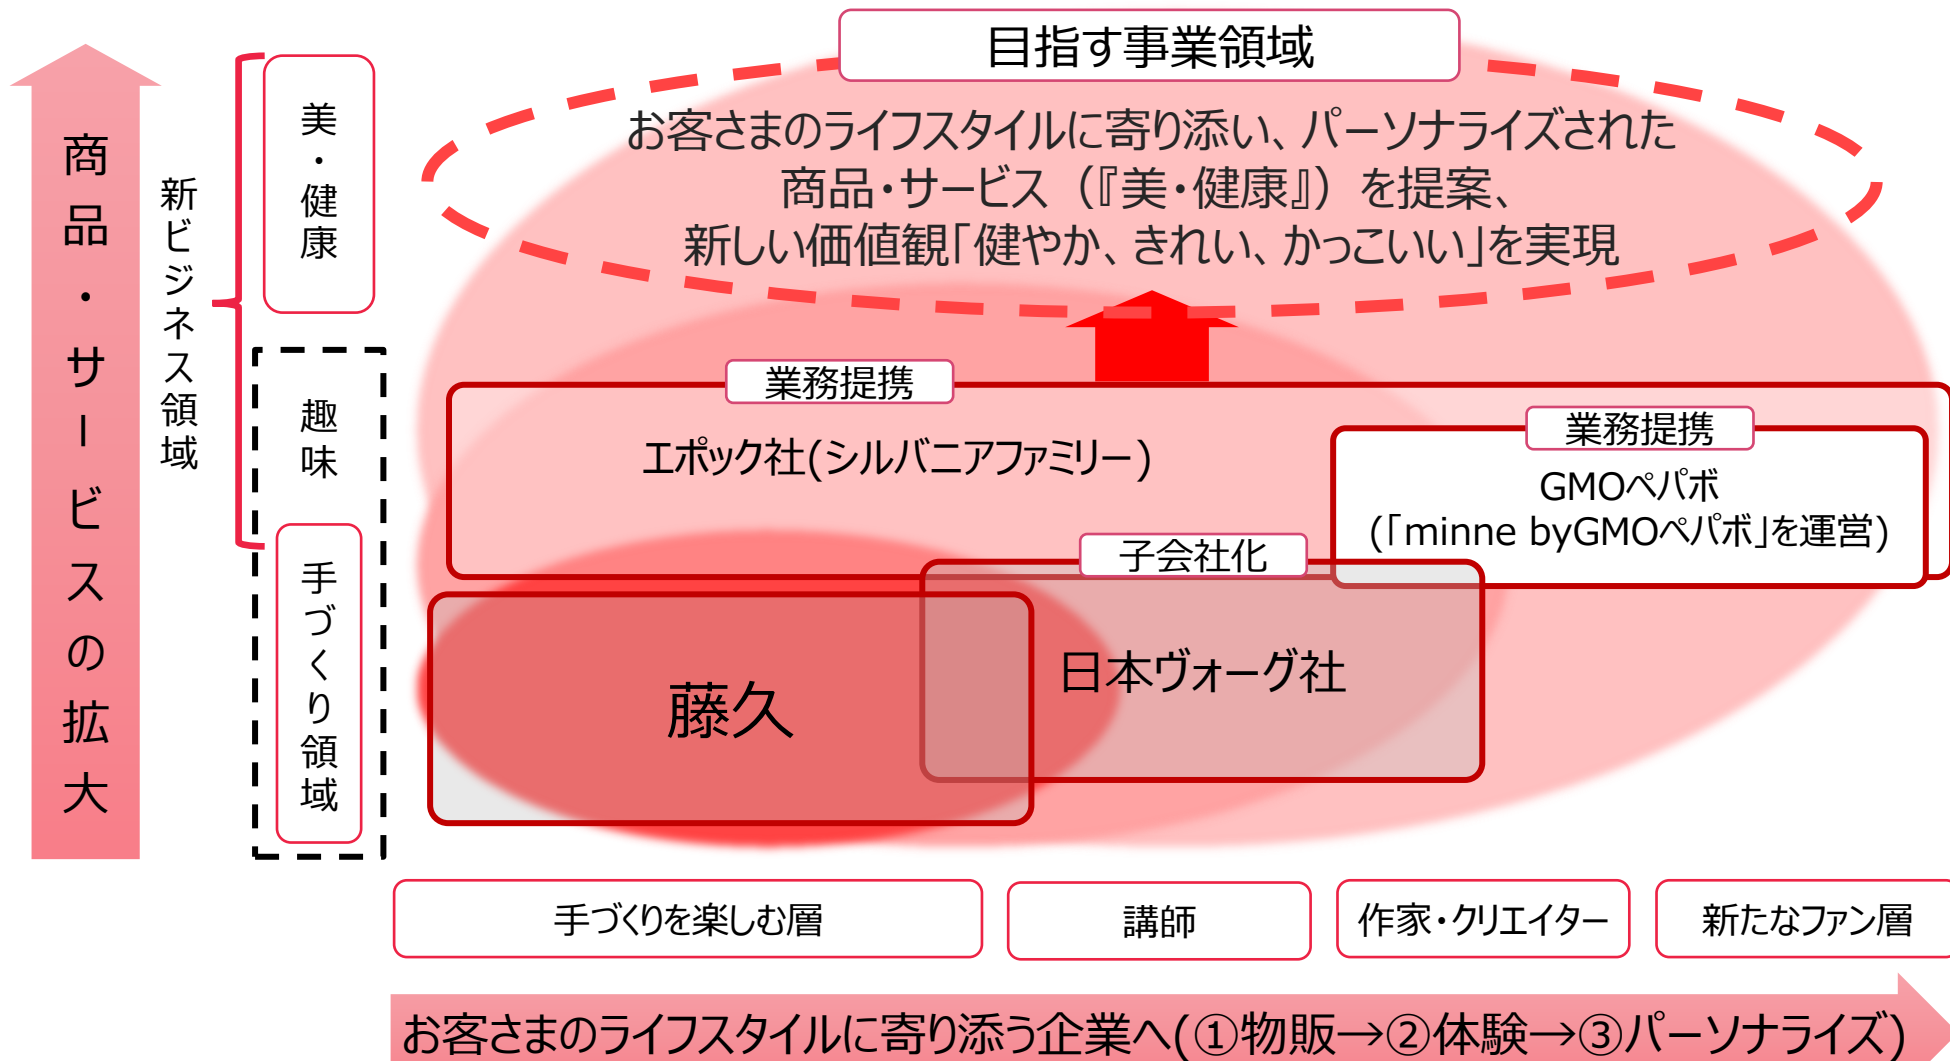 目指す事業領域
お客さまのライフスタイルに寄り添い、パーソナライズされた
商品・サービス（『美・健康』）を提案、
新しい価値観「健やか、きれい、かっこいい」を実現
商品・サービスの拡大
新ビジネス領域
美・健康
趣味
手づくり領域
業務提携
エポック社(シルバニアファミリー)
業務提携
GMOペパボ
(「minne byGMOペパボ」を運営)
子会社化
日本ヴォーグ社
藤久
手づくりを楽しむ層
講師
作家・クリエイター
新たなファン層
お客さまのライフスタイルに寄り添う企業へ(①物販→②体験→③パーソナライズ)